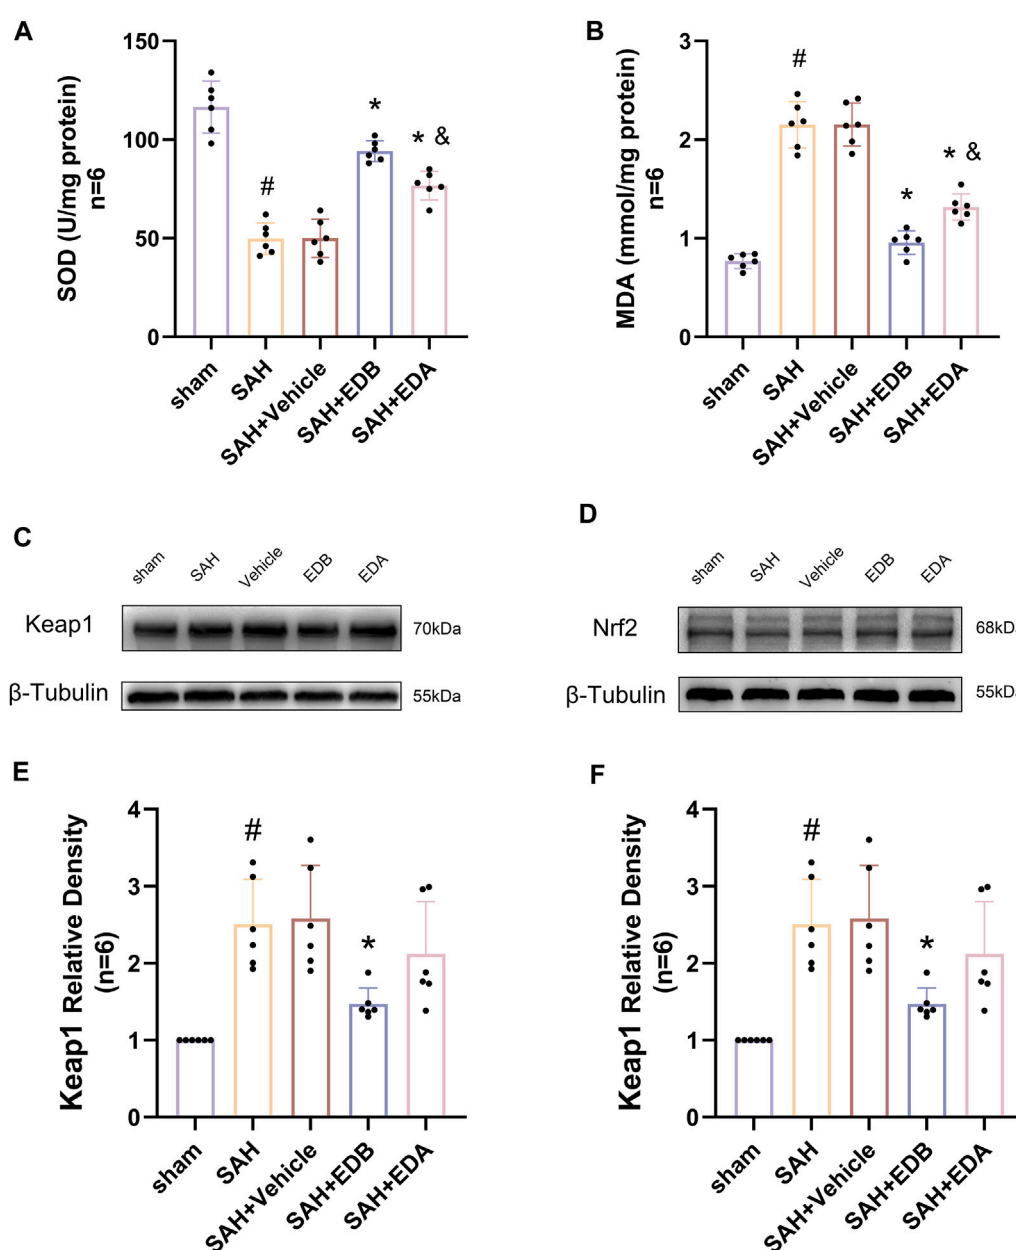 A
SOD (U/mg protein)
n=6
150
100
50
0
#
*
* &
sham
SAH
SAH+Vehicle
SAH+EDB
SAH+EDA
B
MDA (mmol/mg protein)
n=6
3
2
1
0
#
*
* &
sham
SAH
SAH+Vehicle
SAH+EDB
SAH+EDA
C
sham
SAH
Vehicle
EDB
EDA
Keap1
70kDa
β-Tubulin
55kDa
D
sham
SAH
Vehicle
EDB
EDA
Nrf2
68kDa
β-Tubulin
55kDa
E
Keap1 Relative Density
(n=6)
4
3
2
1
0
#
*
sham
SAH
SAH+Vehicle
SAH+EDB
SAH+EDA
F
Keap1 Relative Density
(n=6)
4
3
2
1
0
#
*
sham
SAH
SAH+Vehicle
SAH+EDB
SAH+EDA